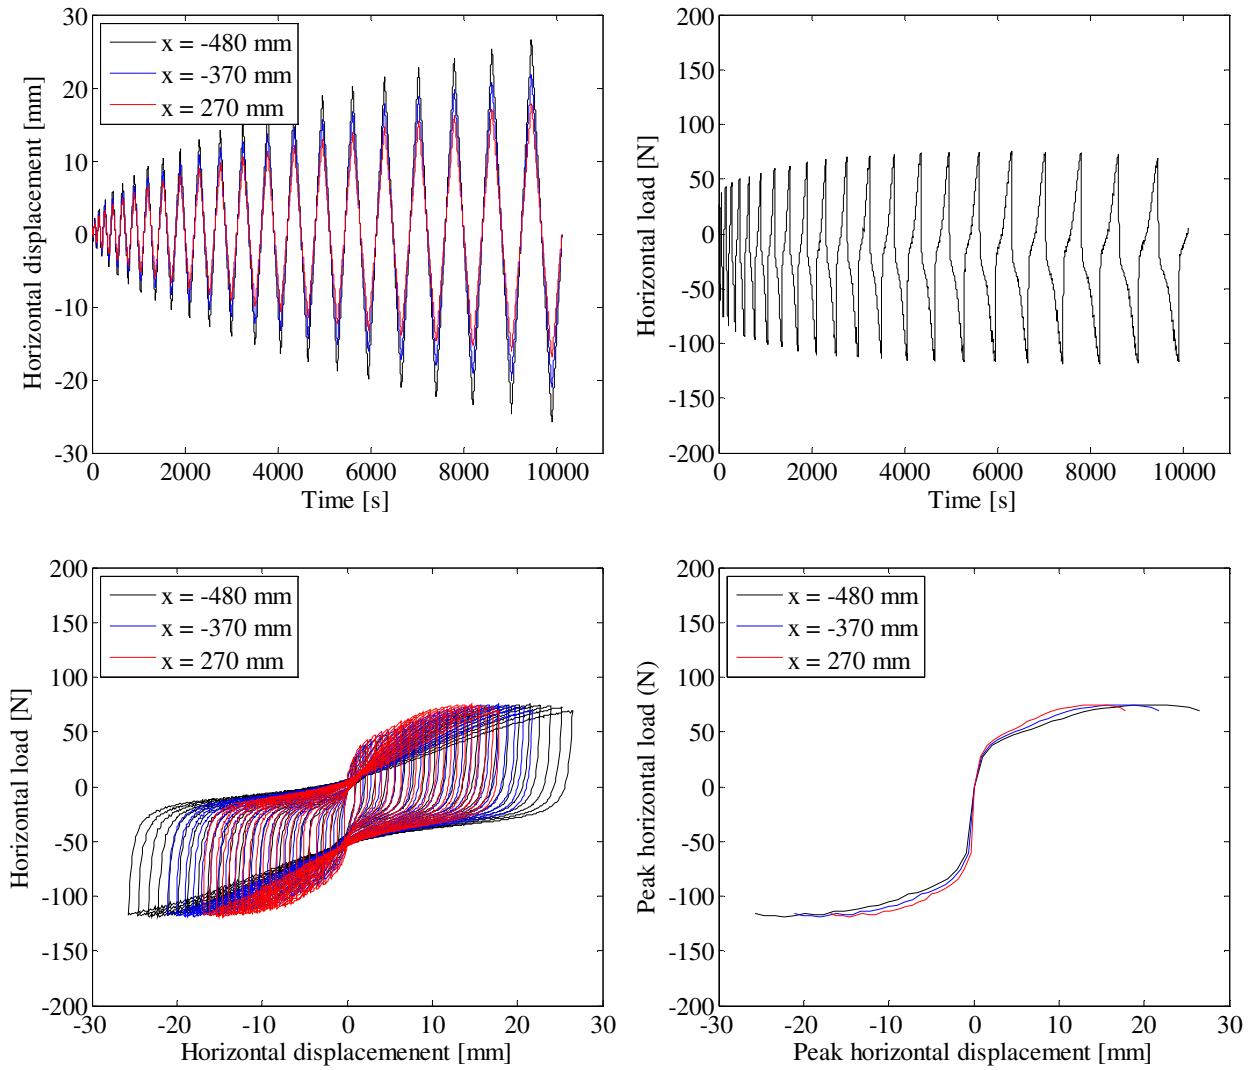 30
20
10
0
-10
-20
-30
Horizontal displacement [mm]
x = -480 mm
x = -370 mm
x = 270 mm
0 2000 4000 6000 8000 10000
Time [s]
200
150
100
50
0
-50
-100
-150
-200
Horizontal load [N]
0 2000 4000 6000 8000 10000
Time [s]
200
150
100
50
0
-50
-100
-150
-200
Horizontal load [N]
x = -480 mm
x = -370 mm
x = 270 mm
-30 -20 -10 0 10 20 30
Horizontal displacemenent [mm]
200
150
100
50
0
-50
-100
-150
-200
Peak horizontal load (N)
x = -480 mm
x = -370 mm
x = 270 mm
-30 -20 -10 0 10 20 30
Peak horizontal displacement [mm]